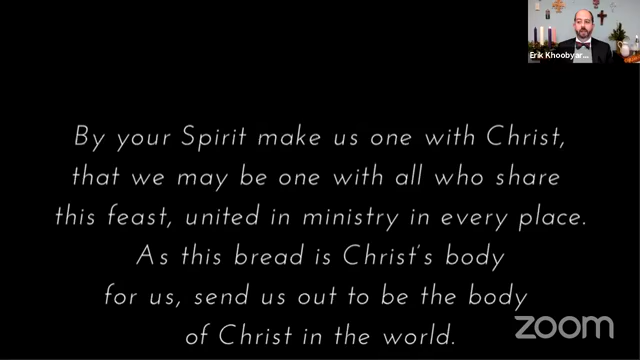 Erik Khoobyar...
By your Spirit make us one with Christ,
that we may be one with all who share
this feast, united in ministry in every place.
As this bread is Christ's body
for us, send us out to be the body
of Christ in the world.
zoom